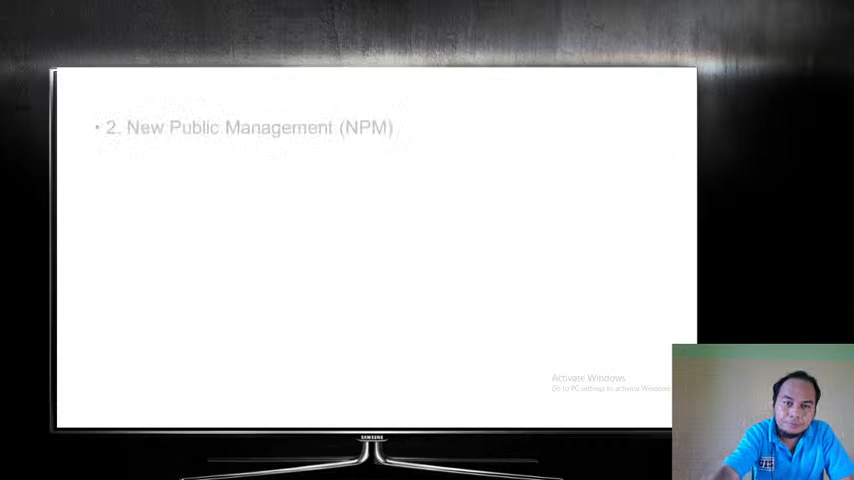 • 2. New Public Management (NPM)
Activate Windows
Go to PC settings to activate Windows.
SAMSUNG